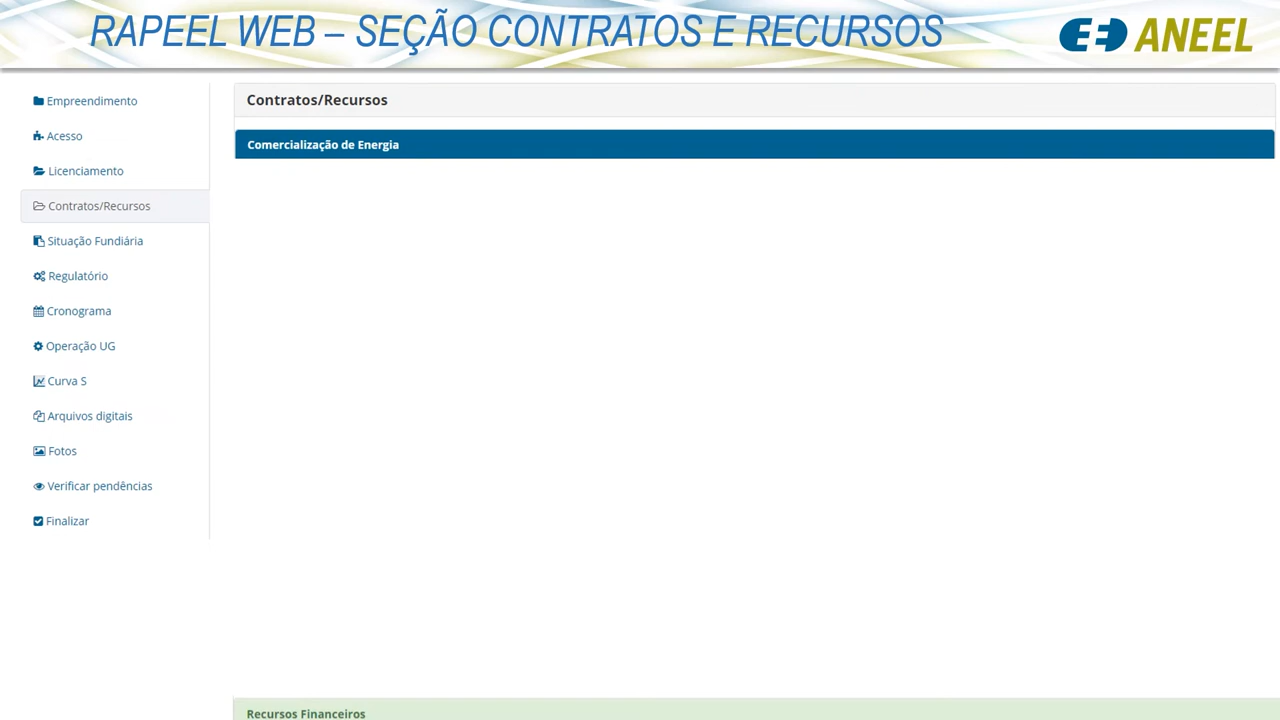 RAPEEL WEB – SEÇÃO CONTRATOS E RECURSOS
ANEEL
Empreendimento
Acesso
Licenciamento
Contratos/Recursos
Situação Fundiária
Regulatório
Cronograma
Operação UG
Curva S
Arquivos digitais
Fotos
Verificar pendências
Finalizar
Contratos/Recursos
Comercialização de Energia
Recursos Financeiros